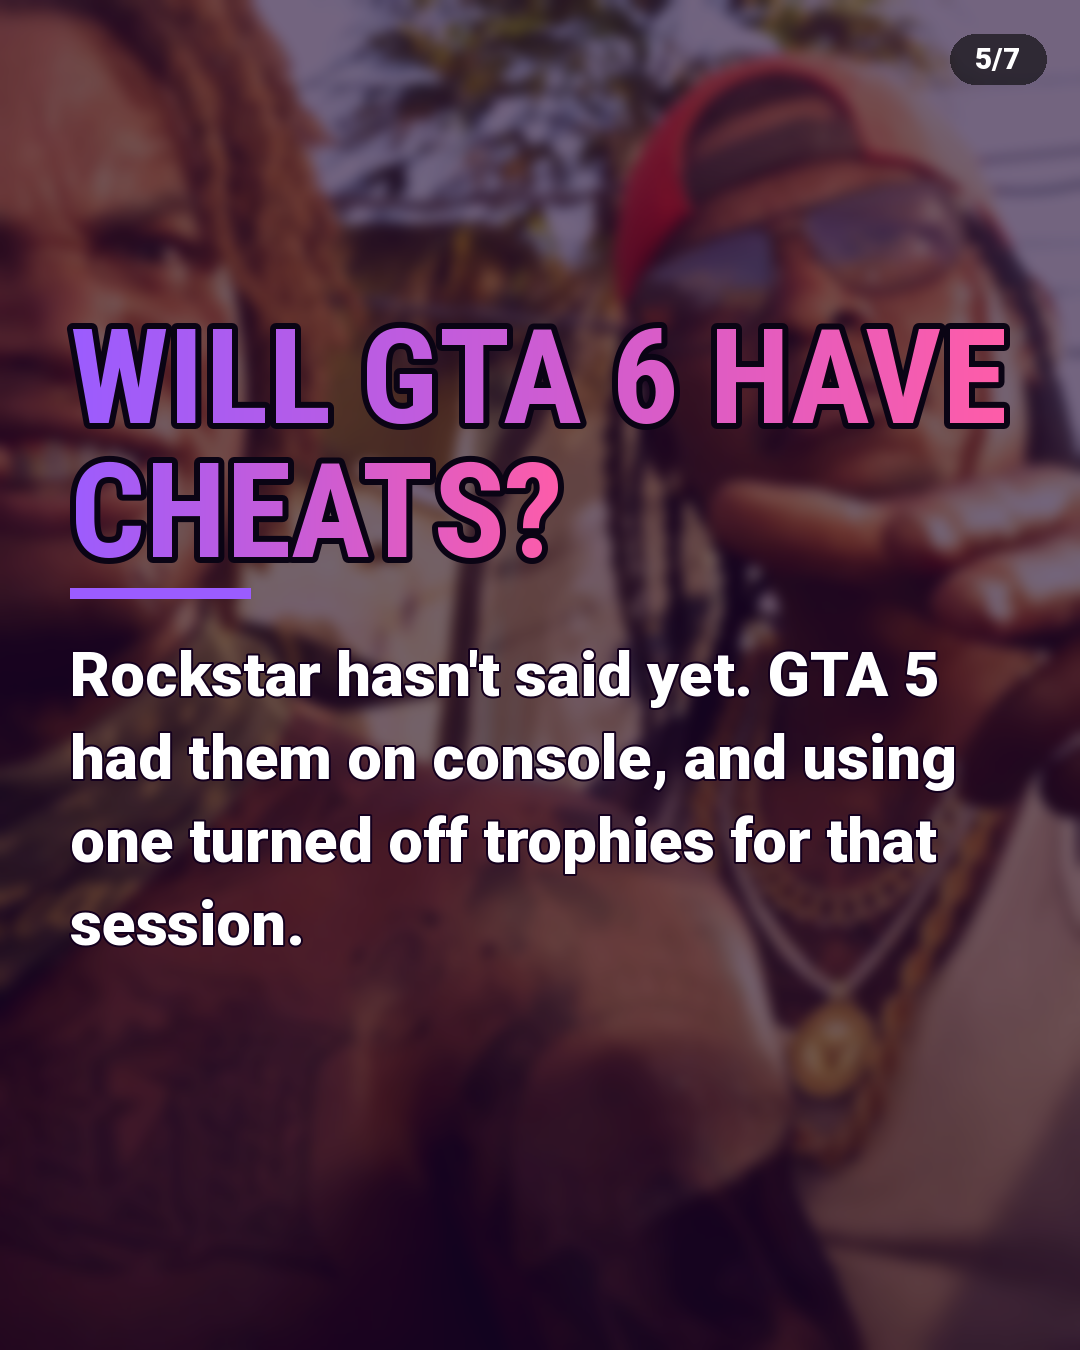 5/7
WILL GTA 6 HAVE
CHEATS?
Rockstar hasn't said yet. GTA 5
had them on console, and using
one turned off trophies for that
session.